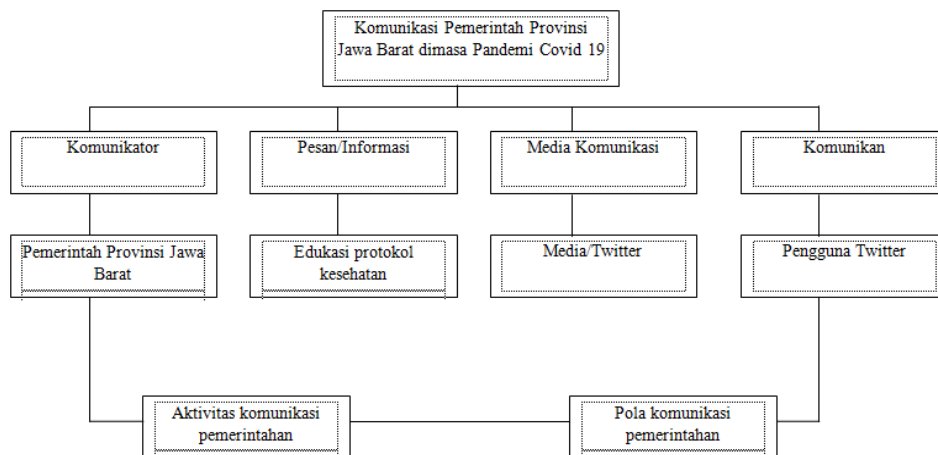 Komunikasi Pemerintah Provinsi
Jawa Barat dimasa Pandemi Covid 19
Komunikator
Pesan/Informasi
Media Komunikasi
Komunikan
Pemerintah Provinsi Jawa
Barat
Edukasi protokol
kesehatan
Media/Twitter
Pengguna Twitter
Aktivitas komunikasi
pemerintahan
Pola komunikasi
pemerintahan